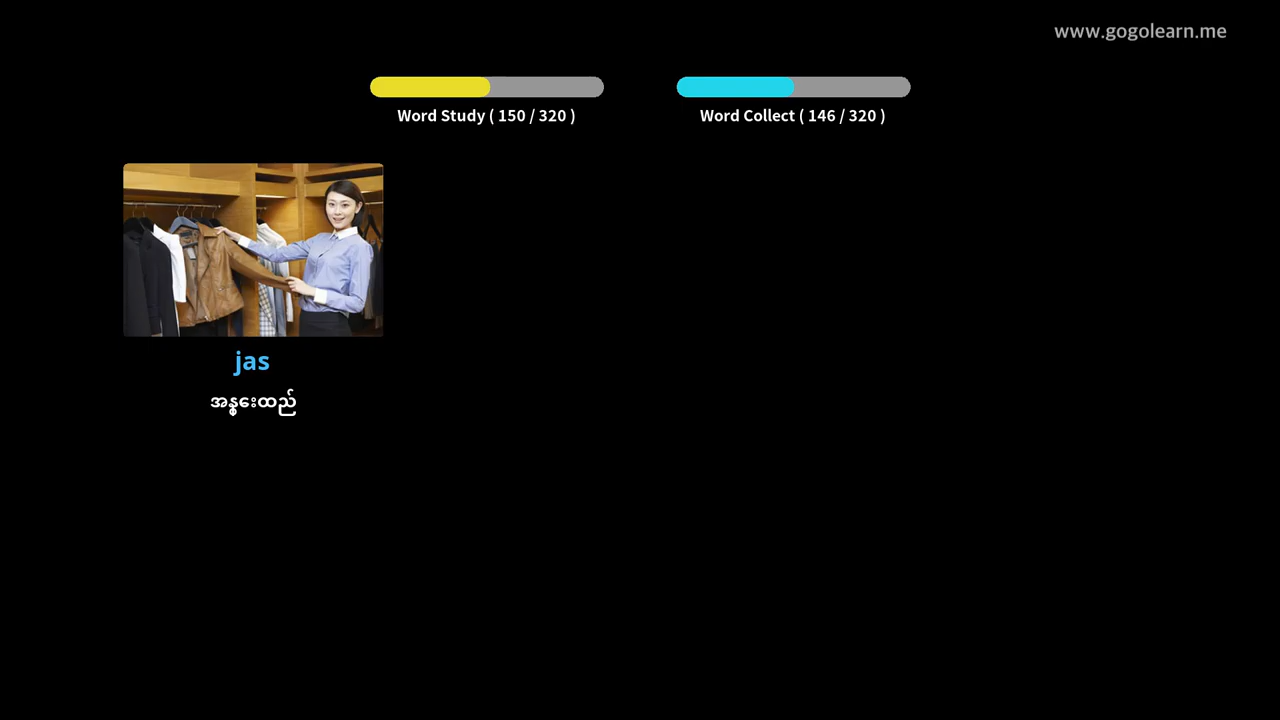 www.gogolearn.me
Word Study ( 150 / 320 )
Word Collect ( 146 / 320 )
jas
အနွှေးထည်